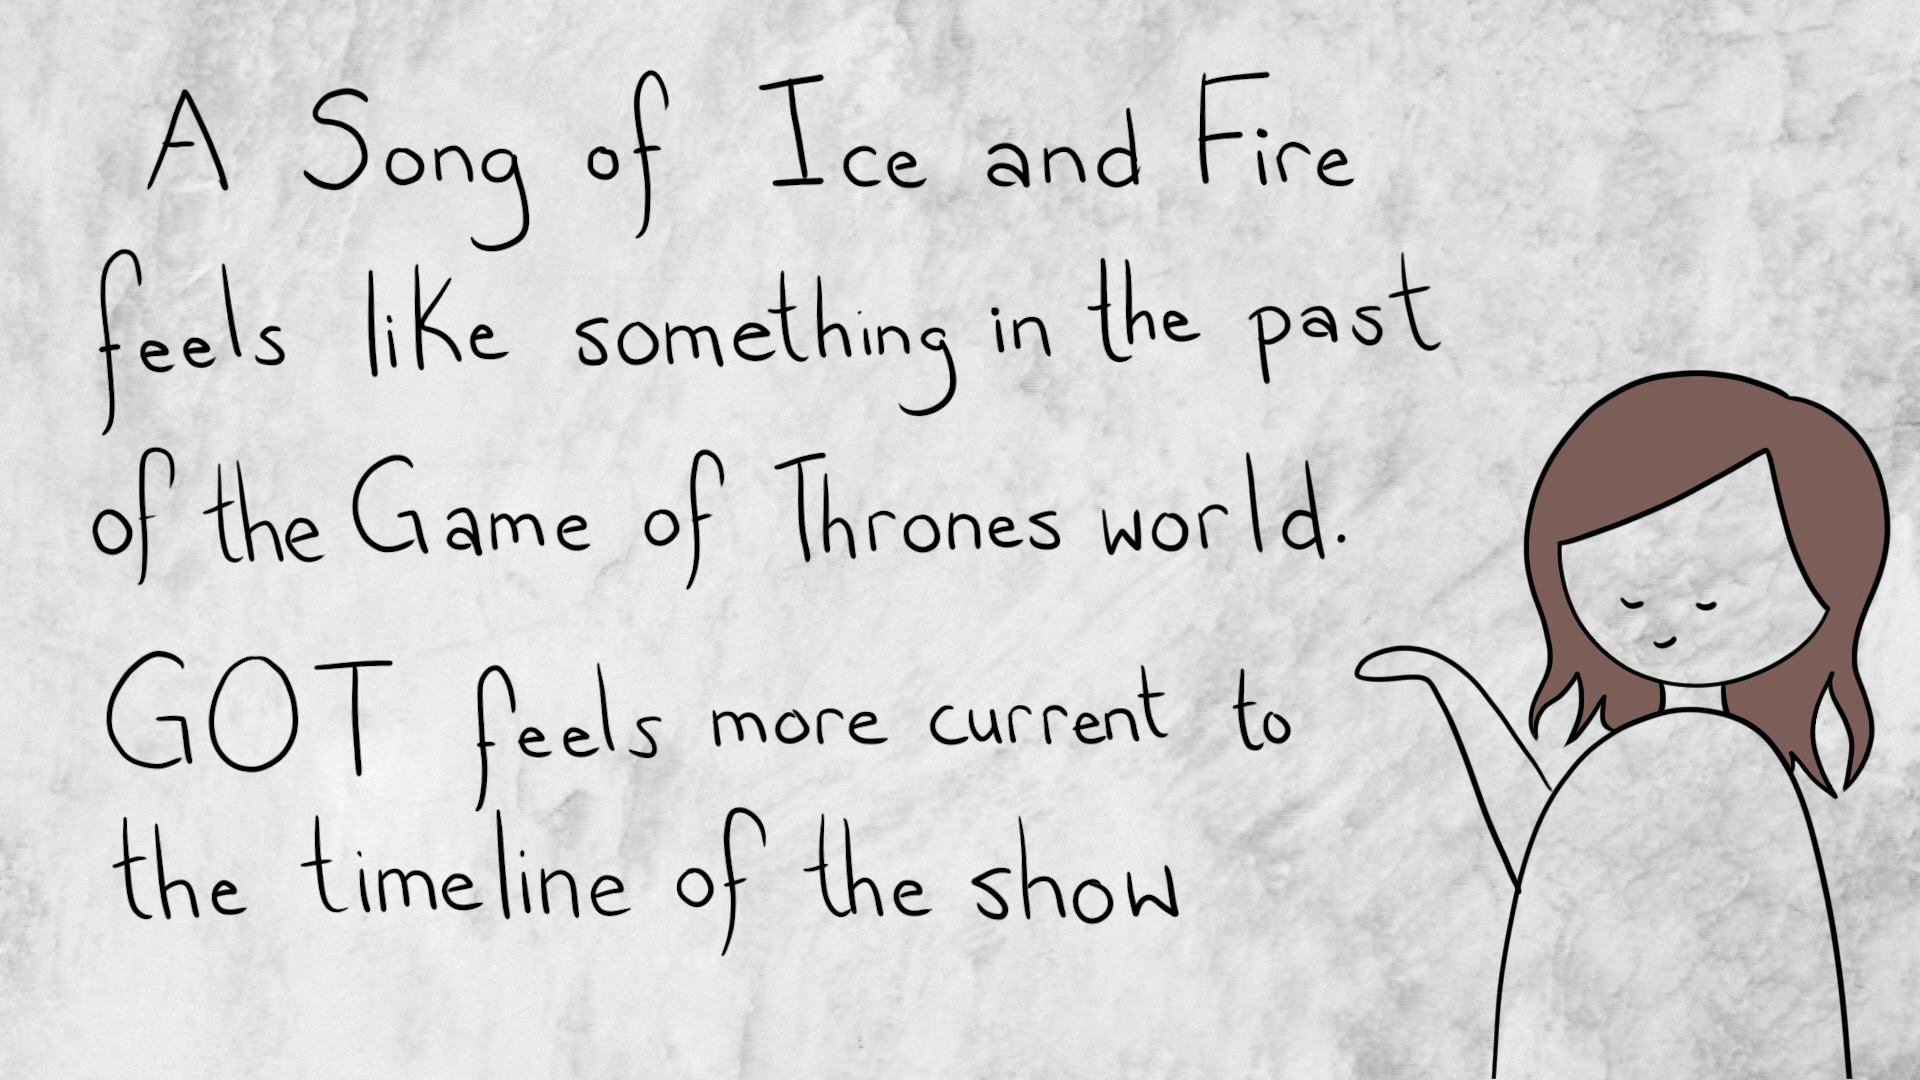 A Song of Ice and Fire
feels like something in the past
of the Game of Thrones world.
GOT feels more current to
the timeline of the show